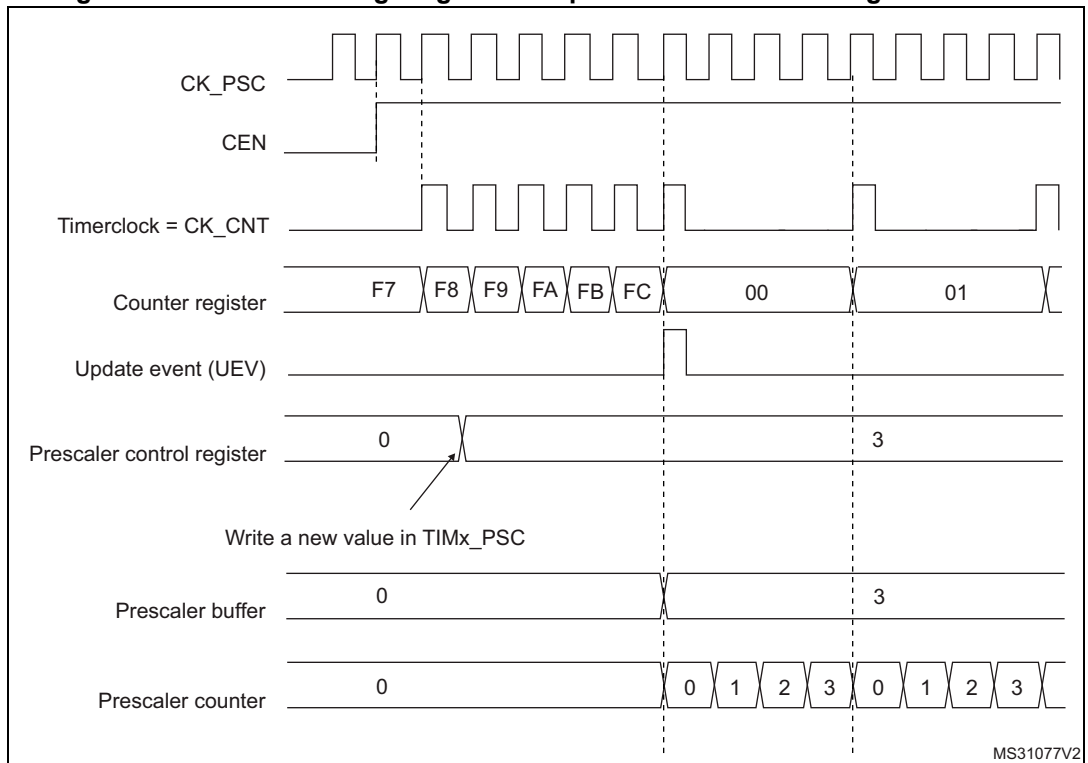 CK_PSC
CEN
Timerclock = CK_CNT
Counter register
F7 F8 F9 FA FB FC 00 01
Update event (UEV)
Prescaler control register
0 3
Write a new value in TIMx_PSC
Prescaler buffer
0 3
Prescaler counter
0 0 1 2 3 0 1 2 3
MS31077V2